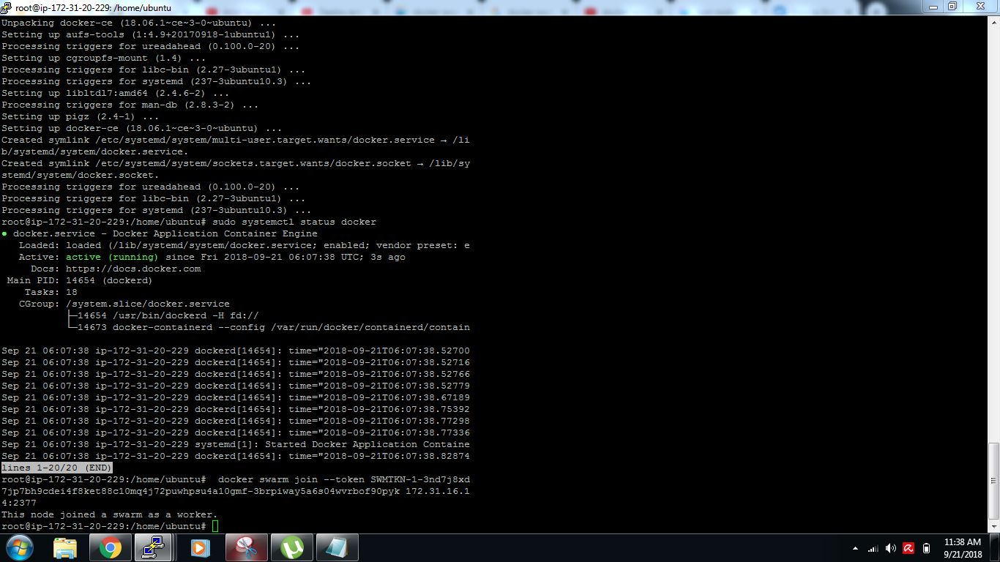 root@ip-172-31-20-229: /home/ubuntu
Unpacking docker-ce (18.06.1~ce~3-0~ubuntu) ...
Setting up aufs-tools (1:4.9+20170918-1ubuntu1) ...
Processing triggers for ureadahead (0.100.0-20) ...
Setting up cgroupfs-mount (1.4) ...
Processing triggers for libc-bin (2.27-3ubuntu1) ...
Processing triggers for systemd (237-3ubuntu10.3) ...
Setting up libltdl7:amd64 (2.4.6-2) ...
Processing triggers for man-db (2.8.3-2) ...
Setting up pigz (2.4-1) ...
Setting up docker-ce (18.06.1~ce~3-0~ubuntu) ...
Created symlink /etc/systemd/system/multi-user.target.wants/docker.service → /li
b/systemd/system/docker.service.
Created symlink /etc/systemd/system/sockets.target.wants/docker.socket → /lib/sy
stemd/system/docker.socket.
Processing triggers for ureadahead (0.100.0-20) ...
Processing triggers for libc-bin (2.27-3ubuntu1) ...
Processing triggers for systemd (237-3ubuntu10.3) ...
root@ip-172-31-20-229:/home/ubuntu# sudo systemctl status docker
● docker.service - Docker Application Container Engine
   Loaded: loaded (/lib/systemd/system/docker.service; enabled; vendor preset: e
   Active: active (running) since Fri 2018-09-21 06:07:38 UTC; 3s ago
     Docs: https://docs.docker.com
 Main PID: 14654 (dockerd)
    Tasks: 18
   CGroup: /system.slice/docker.service
           ├─14654 /usr/bin/dockerd -H fd://
           └─14673 docker-containerd --config /var/run/docker/containerd/contain
Sep 21 06:07:38 ip-172-31-20-229 dockerd[14654]: time="2018-09-21T06:07:38.52700
Sep 21 06:07:38 ip-172-31-20-229 dockerd[14654]: time="2018-09-21T06:07:38.52716
Sep 21 06:07:38 ip-172-31-20-229 dockerd[14654]: time="2018-09-21T06:07:38.52766
Sep 21 06:07:38 ip-172-31-20-229 dockerd[14654]: time="2018-09-21T06:07:38.52779
Sep 21 06:07:38 ip-172-31-20-229 dockerd[14654]: time="2018-09-21T06:07:38.67189
Sep 21 06:07:38 ip-172-31-20-229 dockerd[14654]: time="2018-09-21T06:07:38.75392
Sep 21 06:07:38 ip-172-31-20-229 dockerd[14654]: time="2018-09-21T06:07:38.77298
Sep 21 06:07:38 ip-172-31-20-229 dockerd[14654]: time="2018-09-21T06:07:38.77336
Sep 21 06:07:38 ip-172-31-20-229 systemd[1]: Started Docker Application Containe
Sep 21 06:07:38 ip-172-31-20-229 dockerd[14654]: time="2018-09-21T06:07:38.82874
lines 1-20/20 (END)
root@ip-172-31-20-229:/home/ubuntu#  docker swarm join --token SWMTKN-1-3nd7j8xd
7jp7bh9cdei4f8ket88c10mq4j72puwhpsu4a10gmf-3brpiway5a6s04wvrbof90pyk 172.31.16.1
4:2377
This node joined a swarm as a worker.
root@ip-172-31-20-229:/home/ubuntu#
11:38 AM
9/21/2018